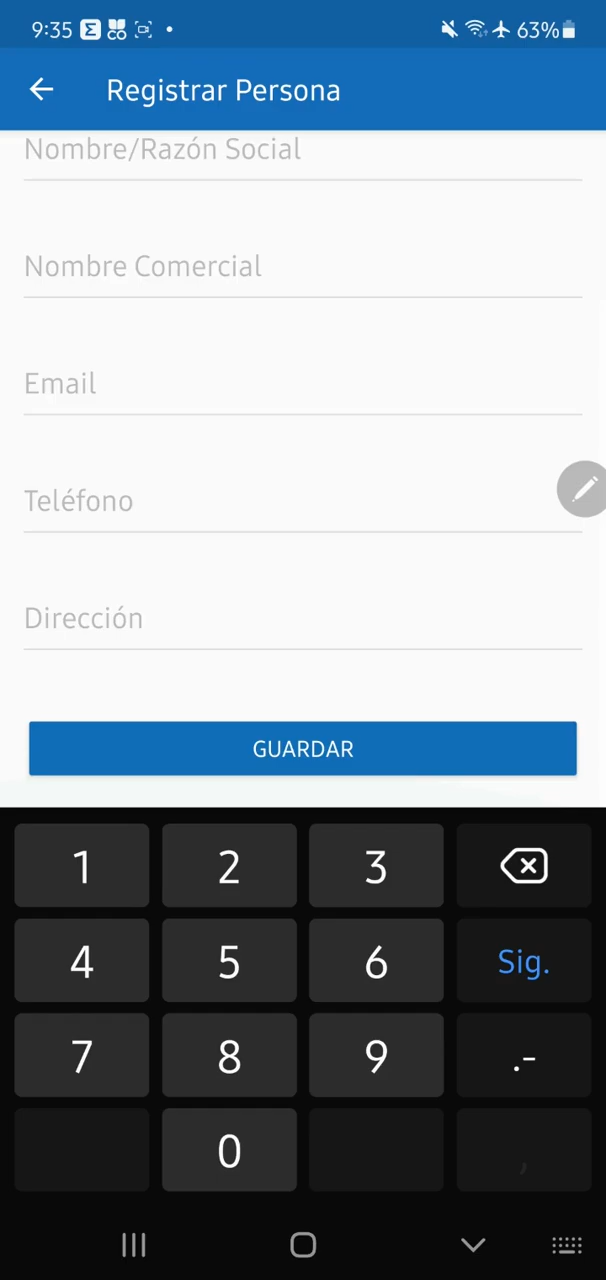 9:35 Σ CO 63%
Registrar Persona
Nombre/Razón Social
Nombre Comercial
Email
Teléfono
Dirección
GUARDAR
1 2 3
4 5 6 Sig.
7 8 9 .-
0 ,